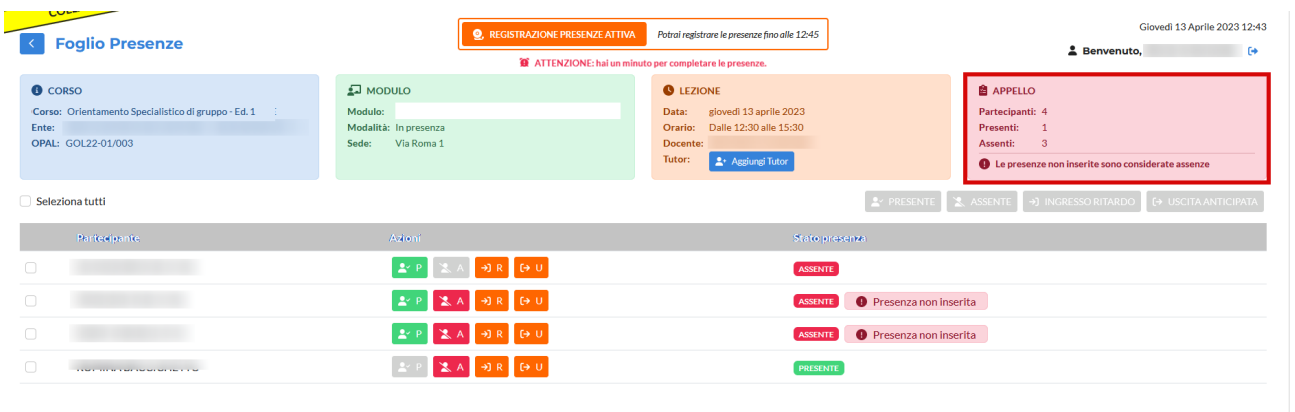 Giovedì 13 Aprile 2023 12:43
Foglio Presenze
REGISTRAZIONE PRESENZE ATTIVA Potrai registrare le presenze fino alle 12:45
Benvenuto,
ATTENZIONE: hai un minuto per completare le presenze.
CORSO
Corso: Orientamento Specialistico di gruppo - Ed. 1
Ente:
OPAL: GOL22-01/003
MODULO
Modulo:
Modalità: In presenza
Sede: Via Roma 1
LEZIONE
Data: giovedì 13 aprile 2023
Orario: Dalle 12:30 alle 15:30
Docente:
Tutor: Aggiungi Tutor
APPELLO
Partecipanti: 4
Presenti: 1
Assenti: 3
Le presenze non inserite sono considerate assenze
Seleziona tutti PRESENTE ASSENTE INGRESSO RITARDO USCITA ANTICIPATA
Partecipante Azioni Stato presenza
P A R U ASSENTE
P A R U ASSENTE Presenza non inserita
P A R U ASSENTE Presenza non inserita
P A R U PRESENTE